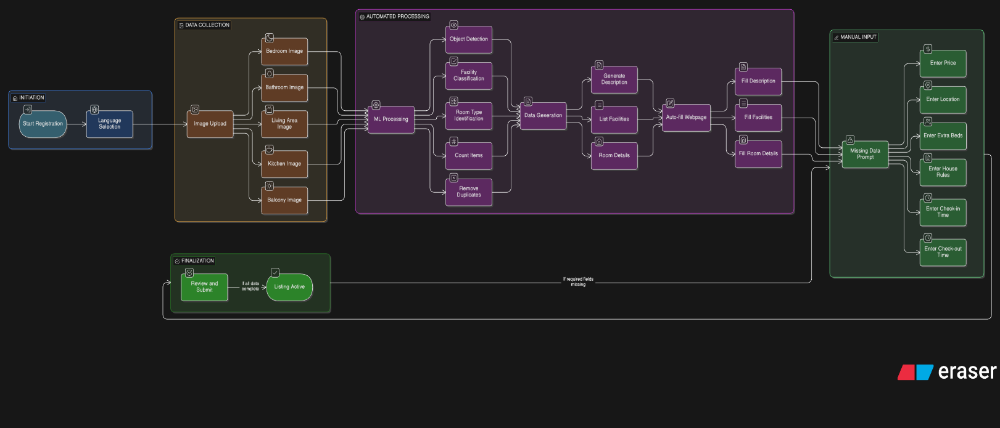 INITIATION
Start Registration
Language
Selection
DATA COLLECTION
Image Upload
Bedroom Image
Bathroom Image
Living Area
Image
Kitchen Image
Balcony Image
AUTOMATED PROCESSING
ML Processing
Object Detection
Facility
Classification
Room Type
Identification
Count Items
Remove
Duplicates
Data Generation
Generate
Description
List Facilities
Room Details
Auto-fill Webpage
Fill Description
Fill Facilities
Fill Room Details
MANUAL INPUT
Missing Data
Prompt
Enter Price
Enter Location
Enter Extra Beds
Enter House
Rules
Enter Check-in
Time
Enter Check-out
Time
FINALIZATION
Review and
Submit
If all data
complete
Listing Active
If required fields
missing
eraser